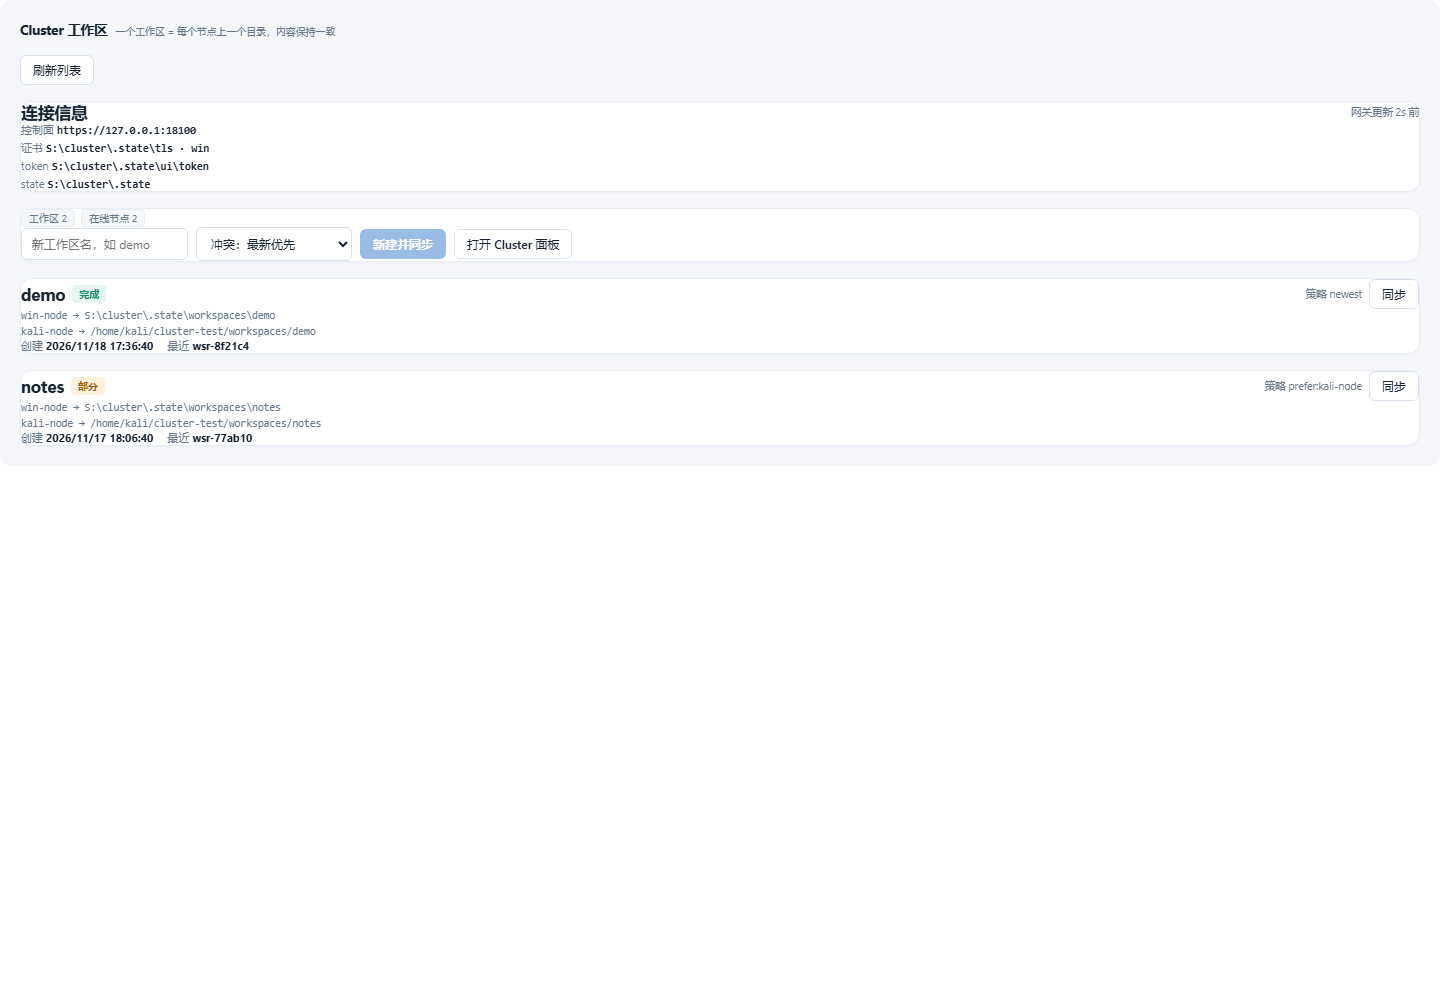 Cluster 工作区 一个工作区 = 每个节点上一个目录，内容保持一致
刷新列表
连接信息 网关更新 2s 前
控制面 https://127.0.0.1:18100
证书 S:\cluster\.state\tls · win
token S:\cluster\.state\ui\token
state S:\cluster\.state
工作区 2 在线节点 2
新工作区名，如 demo 冲突：最新优先 新建并同步 打开 Cluster 面板
demo 完成 策略 newest 同步
win-node → S:\cluster\.state\workspaces\demo
kali-node → /home/kali/cluster-test/workspaces/demo
创建 2026/11/18 17:36:40 最近 wsr-8f21c4
notes 部分 策略 prefer:kali-node 同步
win-node → S:\cluster\.state\workspaces\notes
kali-node → /home/kali/cluster-test/workspaces/notes
创建 2026/11/17 18:06:40 最近 wsr-77ab10